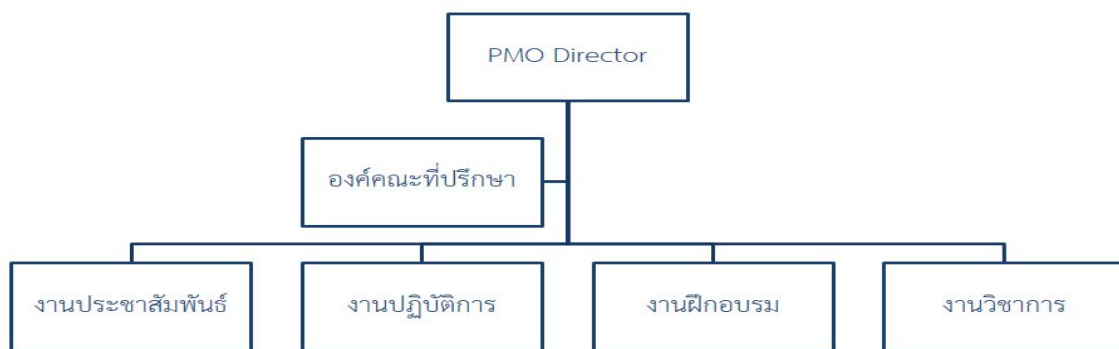 PMO Director
องค์คณะที่ปรึกษา
งานประชาสัมพันธ์
งานปฏิบัติการ
งานฝึกอบรม
งานวิชาการ